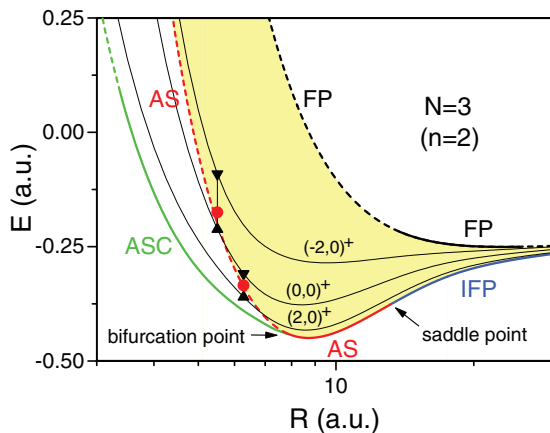 0.25
0.00
-0.25
-0.50
E (a.u.)
AS
FP
N=3
(n=2)
FP
ASC
(-2,0)+
(0,0)+
(2,0)+
IFP
bifurcation point
AS
saddle point
10
R (a.u.)